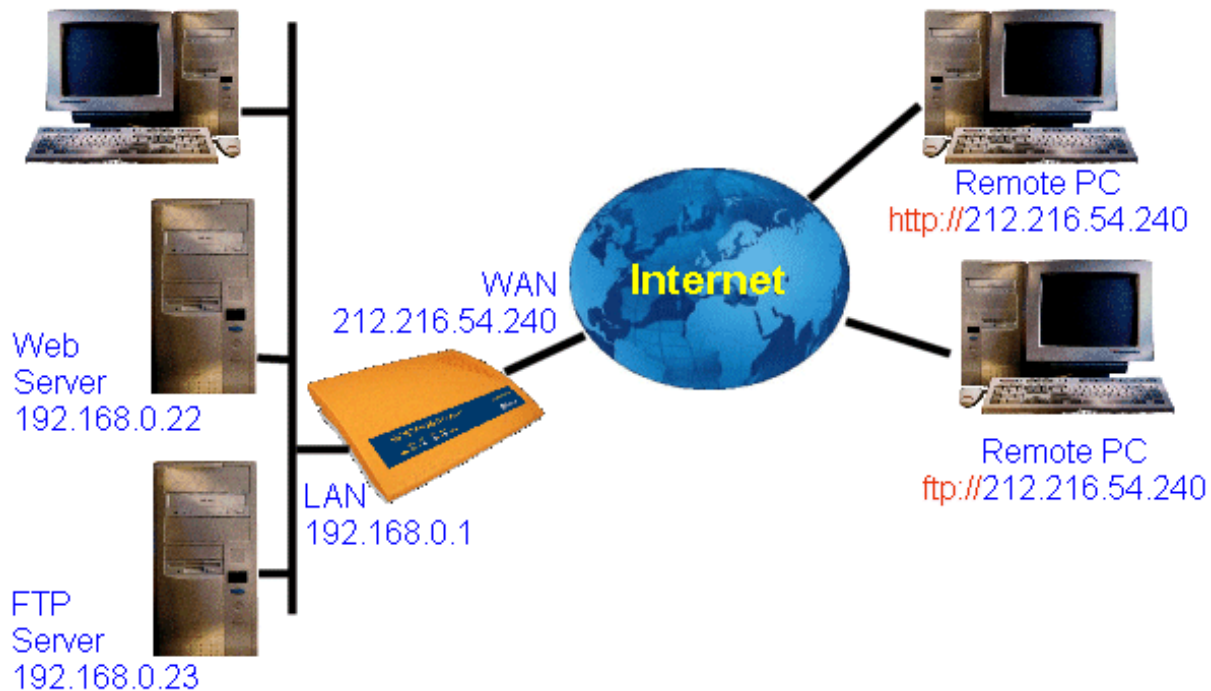 Remote PC
http://212.216.54.240
Internet
WAN
212.216.54.240
Web
Server
192.168.0.22
Remote PC
ftp://212.216.54.240
LAN
192.168.0.1
FTP
Server
192.168.0.23